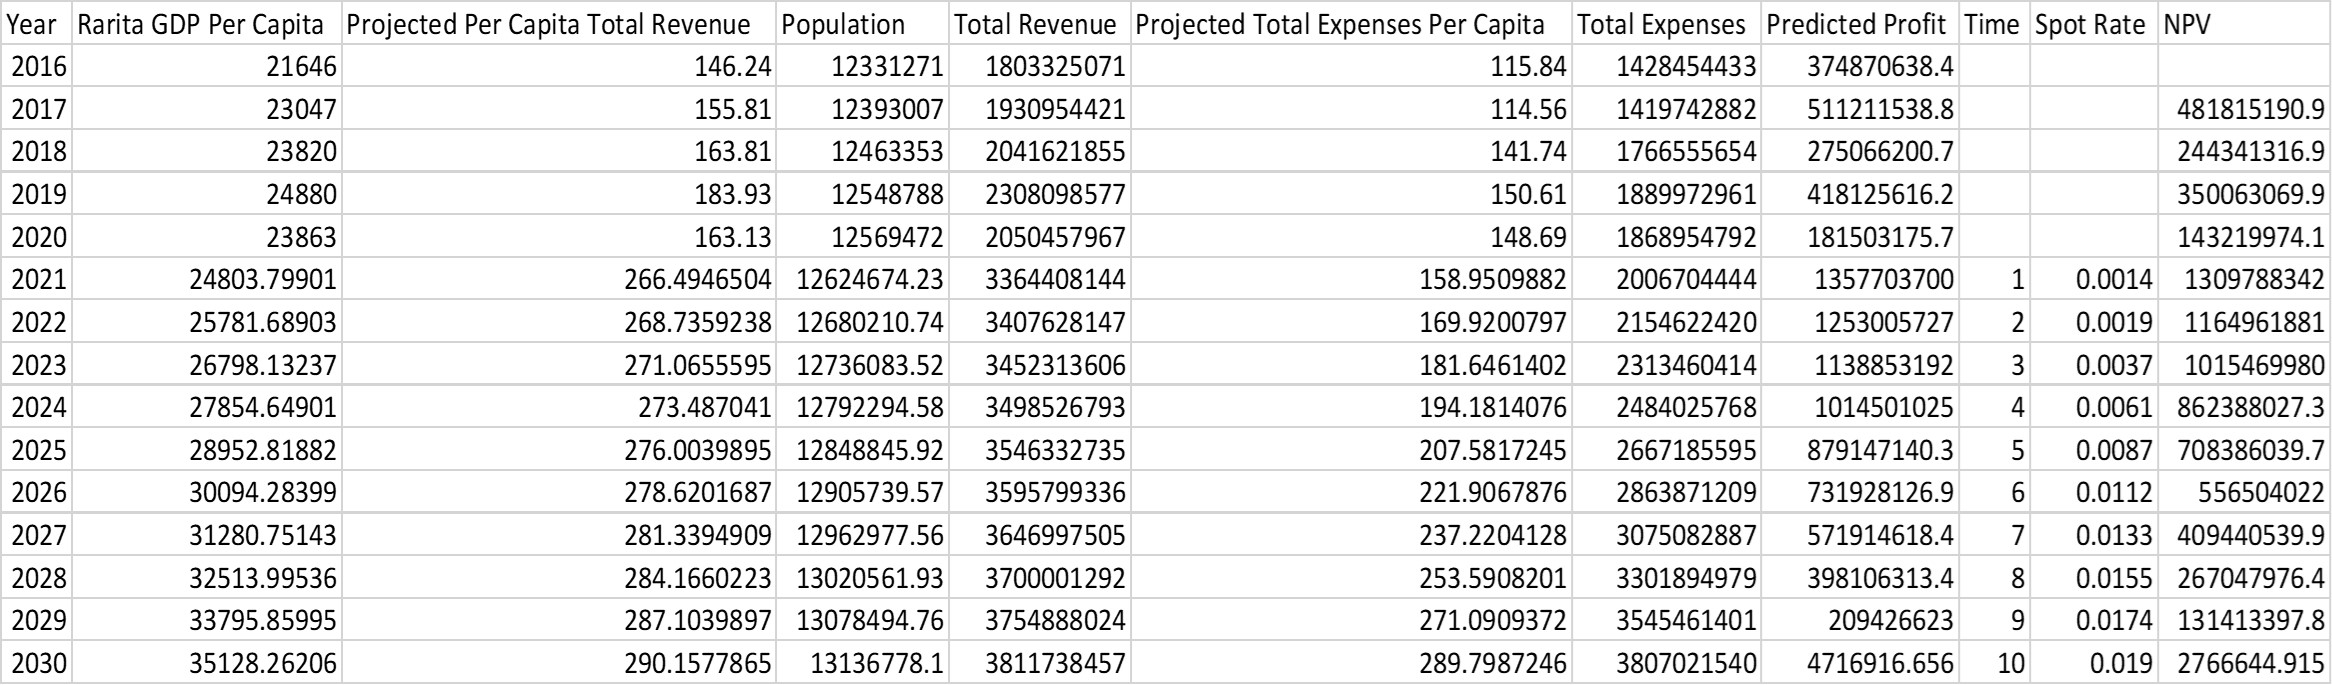 Year Rarita GDP Per Capita Projected Per Capita Total Revenue Population Total Revenue Projected Total Expenses Per Capita Total Expenses Predicted Profit Time Spot Rate NPV
2016 21646 146.24 12331271 1803325071 115.84 1428454433 374870638.4
2017 23047 155.81 12393007 1930954421 114.56 1419742882 511211538.8 481815190.9
2018 23820 163.81 12463353 2041621855 141.74 1766555654 275066200.7 244341316.9
2019 24880 183.93 12548788 2308098577 150.61 1889972961 418125616.2 350063069.9
2020 23863 163.13 12569472 2050457967 148.69 1868954792 181503175.7 143219974.1
2021 24803.79901 266.4946504 12624674.23 3364408144 158.9509882 2006704444 1357703700 1 0.0014 1309788342
2022 25781.68903 268.7359238 12680210.74 3407628147 169.9200797 2154622420 1253005727 2 0.0019 1164961881
2023 26798.13237 271.0655595 12736083.52 3452313606 181.6461402 2313460414 1138853192 3 0.0037 1015469980
2024 27854.64901 273.487041 12792294.58 3498526793 194.1814076 2484025768 1014501025 4 0.0061 862388027.3
2025 28952.81882 276.0039895 12848845.92 3546332735 207.5817245 2667185595 879147140.3 5 0.0087 708386039.7
2026 30094.28399 278.6201687 12905739.57 3595799336 221.9067876 2863871209 731928126.9 6 0.0112 556504022
2027 31280.75143 281.3394909 12962977.56 3646997505 237.2204128 3075082887 571914618.4 7 0.0133 409440539.9
2028 32513.99536 284.1660223 13020561.93 3700001292 253.5908201 3301894979 398106313.4 8 0.0155 267047976.4
2029 33795.85995 287.1039897 13078494.76 3754888024 271.0909372 3545461401 209426623 9 0.0174 131413397.8
2030 35128.26206 290.1577865 13136778.1 3811738457 289.7987246 3807021540 4716916.656 10 0.019 2766644.915